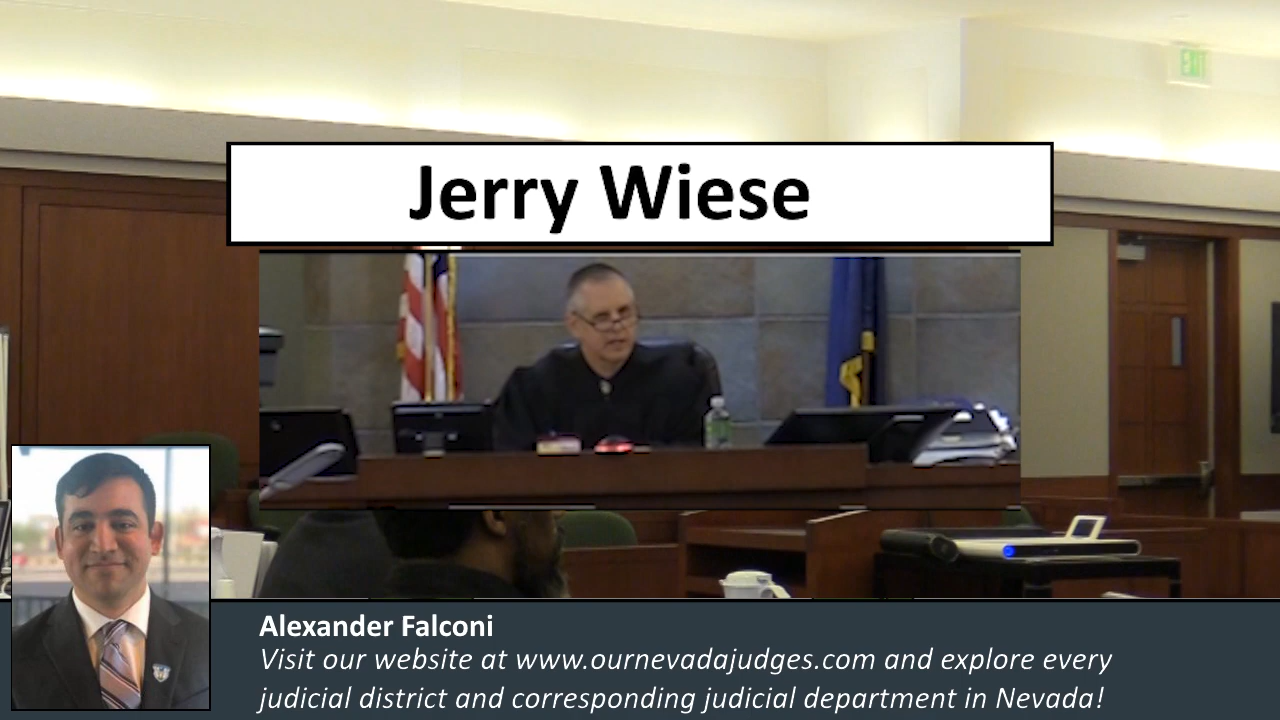 EXIT
Jerry Wiese
Alexander Falconi
Visit our website at www.ournevadajudges.com and explore every
judicial district and corresponding judicial department in Nevada!